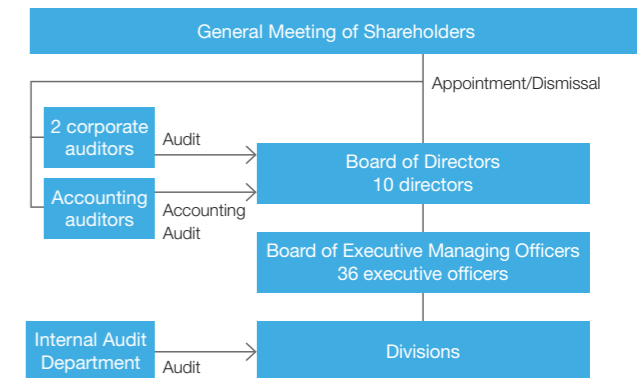 General Meeting of Shareholders
Appointment/Dismissal
2 corporate
auditors
Audit
Board of Directors
10 directors
Accounting
auditors
Accounting
Audit
Board of Executive Managing Officers
36 executive officers
Internal Audit
Department
Audit
Divisions